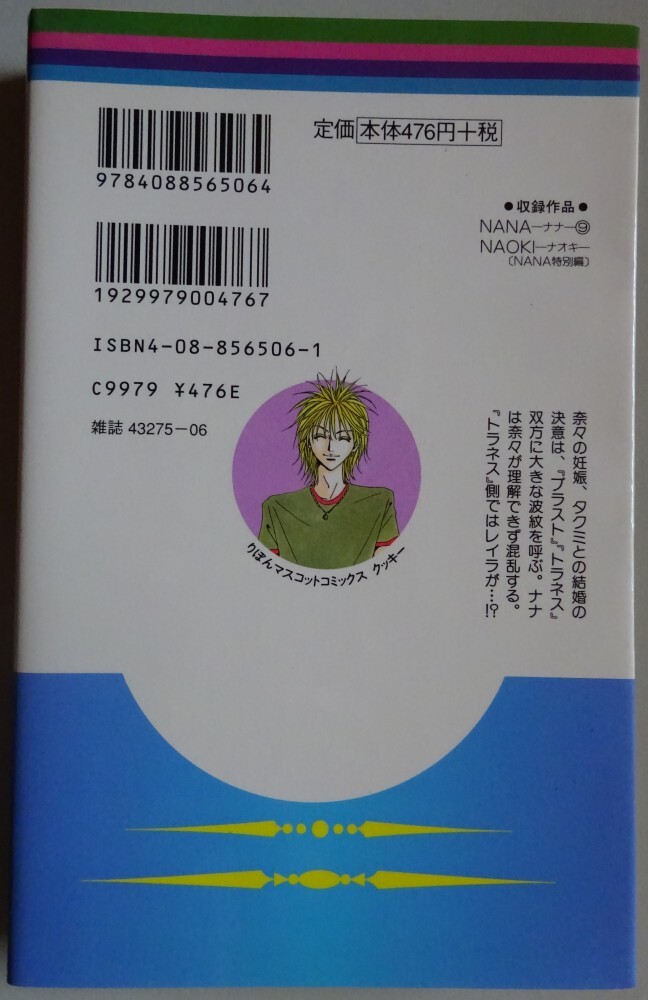 9784088565064
定価 本体476円+税
1929979004767
●収録作品●
NANA―ナナ―⑨
NAOKI―ナオキ―
〔NANA特別編〕
ISBN4-08-856506-1
C9979 ¥476E
雑誌 43275-06
りぼんマスコットコミックス クッキー
奈々の妊娠、タクミとの結婚の
決意は、『ブラスト』『トラネス』
双方に大きな波紋を呼ぶ。ナナ
は奈々が理解できず混乱する。
『トラネス』側ではレイラが…!?